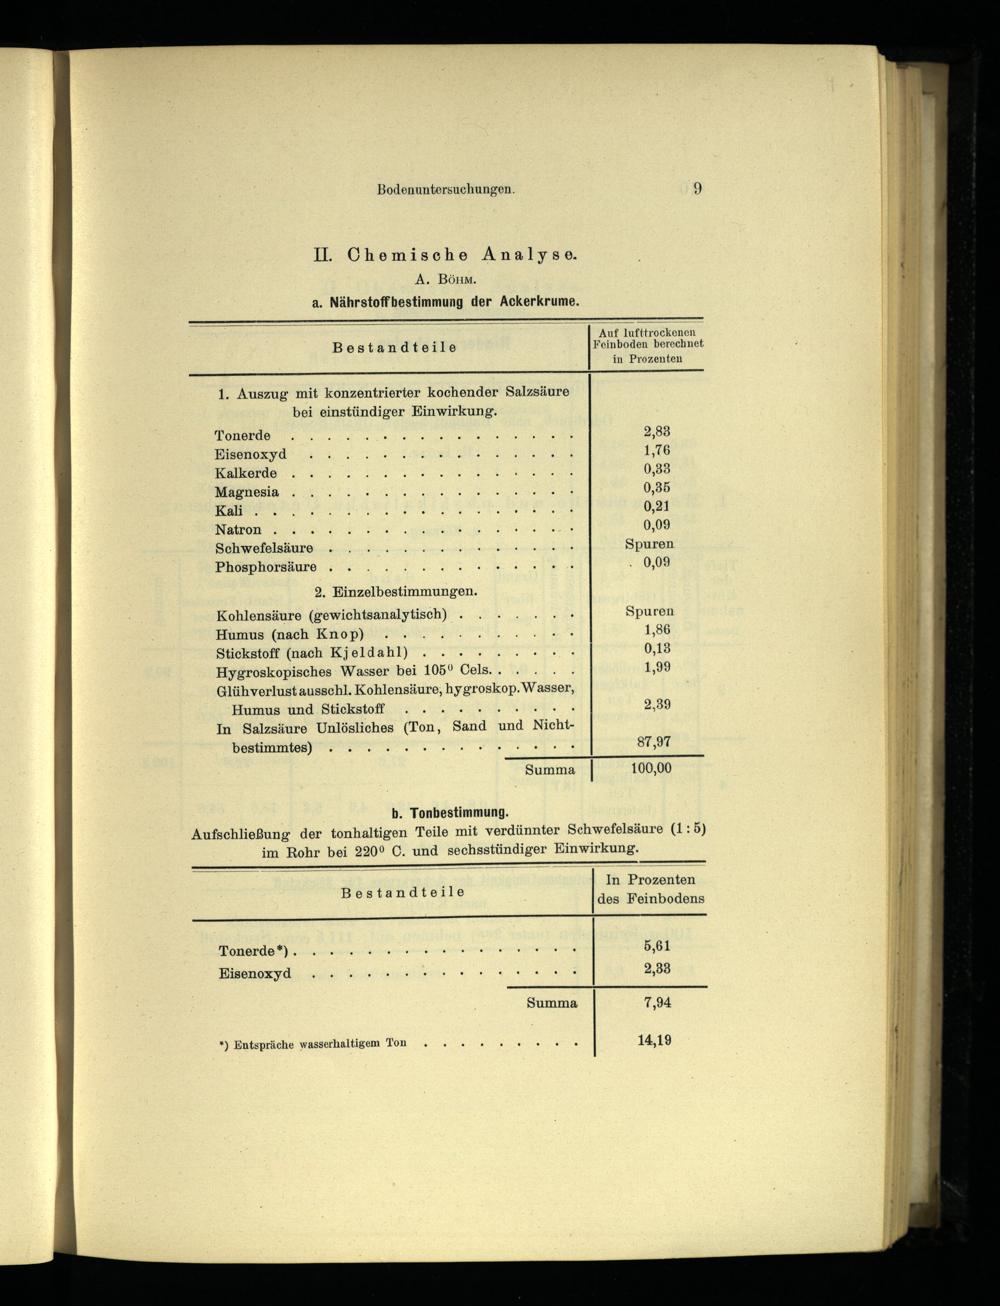 Bodenuntersuchungen. 9
II. Chemische Analyse.
A. BÖHM.
a. Nährstoffbestimmung der Ackerkrume.
Bestandteile
Auf lufttrockenen
Feinboden berechnet
in Prozenten
1. Auszug mit konzentrierter kochender Salzsäure
bei einstündiger Einwirkung.
Tonerde . . . . . . . . . . . . . . . . 2,83
Eisenoxyd . . . . . . . . . . . . . . . 1,76
Kalkerde . . . . . . . . . . . . . . . . 0,33
Magnesia . . . . . . . . . . . . . . . . 0,35
Kali . . . . . . . . . . . . . . . . . . 0,21
Natron . . . . . . . . . . . . . . . . . 0,09
Schwefelsäure . . . . . . . . . . . . . . Spuren
Phosphorsäure . . . . . . . . . . . . . . 0,09
2. Einzelbestimmungen.
Kohlensäure (gewichtsanalytisch) . . . . . . . Spuren
Humus (nach Knop) . . . . . . . . . . . 1,86
Stickstoff (nach Kjeldahl) . . . . . . . . . 0,13
Hygroskopisches Wasser bei 105⁰ Cels. . . . . . 1,99
Glühverlust ausschl. Kohlensäure, hygroskop. Wasser,
Humus und Stickstoff . . . . . . . . . . 2,39
In Salzsäure Unlösliches (Ton, Sand und Nicht-
bestimmtes) . . . . . . . . . . . . . . 87,97
Summa 100,00
b. Tonbestimmung.
Aufschließung der tonhaltigen Teile mit verdünnter Schwefelsäure (1:5)
im Rohr bei 220⁰ C. und sechsstündiger Einwirkung.
Bestandteile
In Prozenten
des Feinbodens
Tonerde*) . . . . . . . . . . . . . . . . 5,61
Eisenoxyd . . . . . . . . . . . . . . . 2,33
Summa 7,94
*) Entspräche wasserhaltigem Ton . . . . . . . . . 14,19